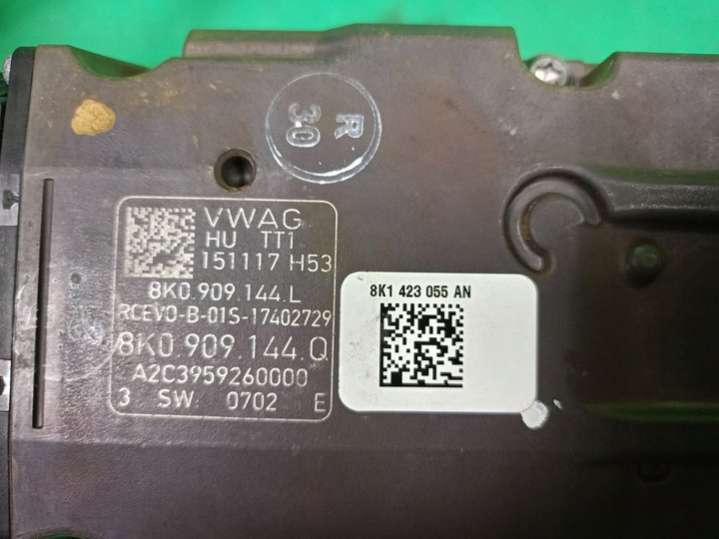 R
30
VWAG
HU TT1
151117 H53
8K0.909.144.L
RCEVO-B-01S-17402729
8K0.909.144.Q
A2C3959260000
3 SW: 0702 E
8K1 423 055 AN